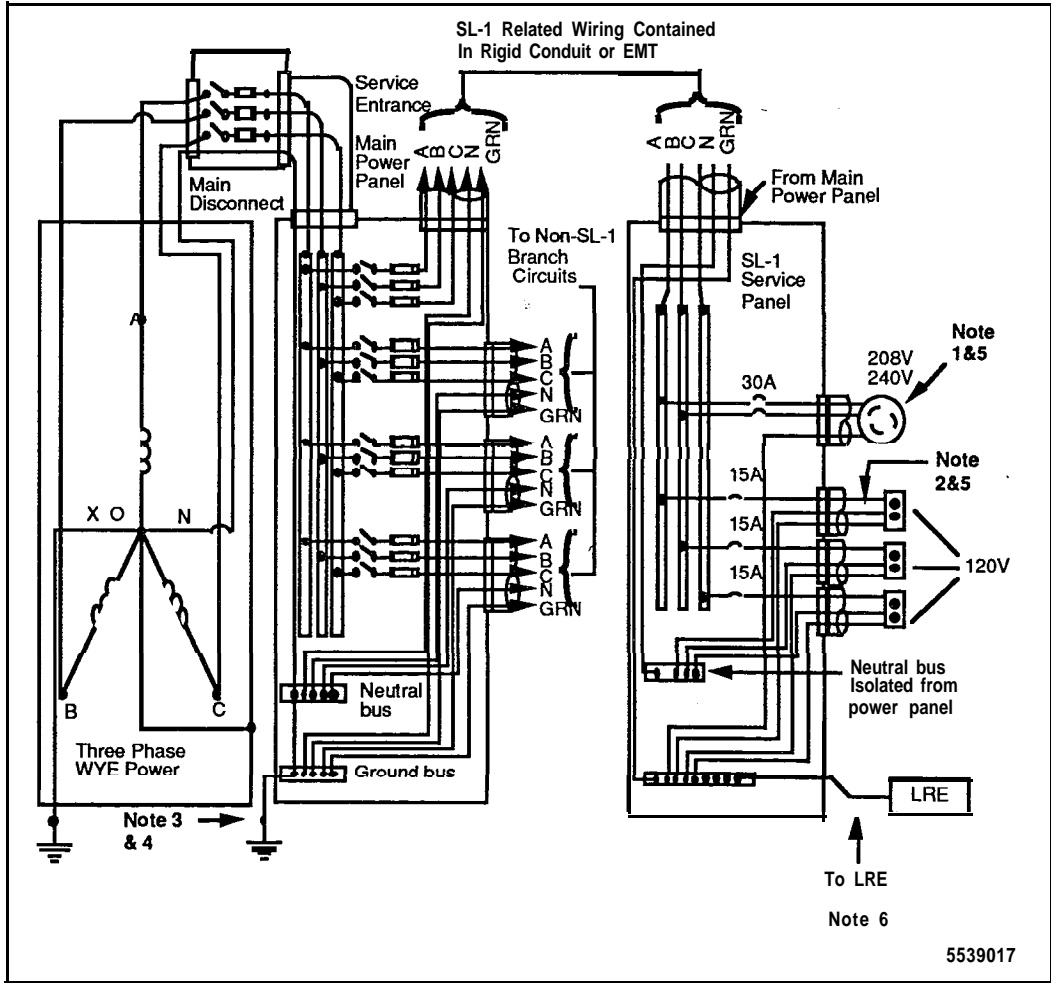 SL-1 Related Wiring Contained
In Rigid Conduit or EMT
Service
Entrance
Main
Power
Panel
Main
Disconnect
A
B
C
N
GRN
A
B
C
N
GRN
From Main
Power Panel
To Non-SL-1
Branch
Circuits
SL-1
Service
Panel
A
B
C
N
GRN
A
B
C
N
GRN
A
B
C
N
GRN
A
X O N
B
C
Three Phase
WYE Power
Neutral
bus
Ground bus
Note 3
& 4
30A
208V
240V
Note
1&5
15A
Note
2&5
15A
15A
120V
Neutral bus
Isolated from
power panel
LRE
To LRE
Note 6
5539017